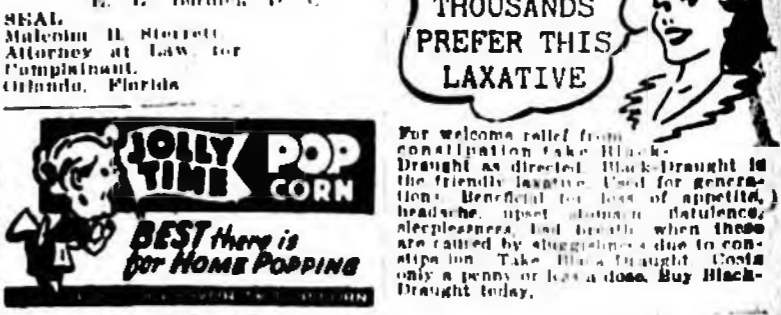 SEAL
Malcolm H. Sterrett
Attorney at Law for
Complainant.
Orlando, Florida
JOLLY
TIME
POP
CORN
BEST there is
for HOME POPPING
THOUSANDS
PREFER THIS
LAXATIVE
For welcome relief from
constipation take Black-
Draught as directed. Black-Draught is
the friendly laxative. Used for genera-
tions. Beneficial for loss of appetite,
headache, upset stomach, flatulence,
sleeplessness, bad breath when these
are caused by sluggishness due to con-
stipation. Take Black-Draught. Costs
only a penny or less a dose. Buy Black-
Draught today.